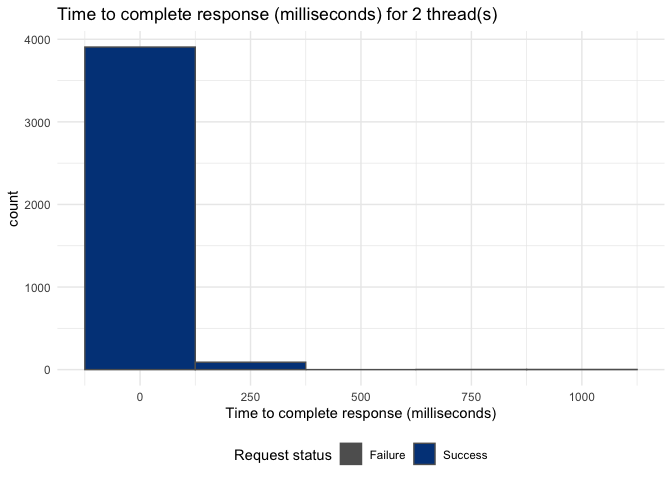 Time to complete response (milliseconds) for 2 thread(s)
4000
3000
2000
1000
0
count
0 250 500 750 1000
Time to complete response (milliseconds)
Request status Failure Success